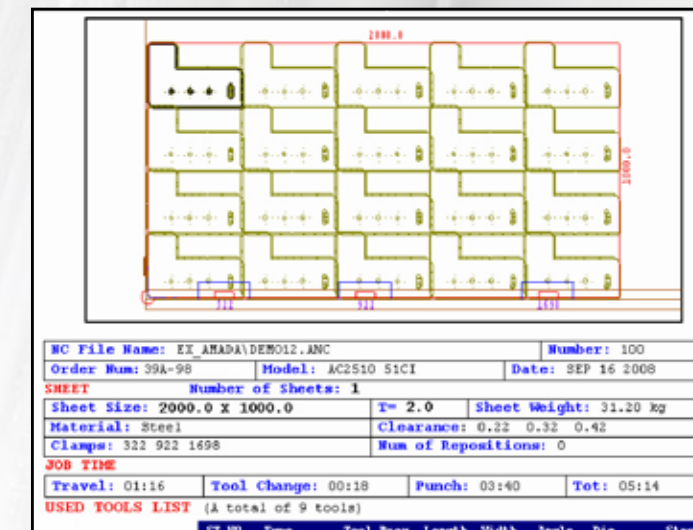 2000.0
1000.0
322 922 1698
NC File Name: EX_AMADA\DEMO12.ANC Number: 100
Order Num: 39A-98 Model: AC2510 51CI Date: SEP 16 2008
SHEET Number of Sheets: 1
Sheet Size: 2000.0 X 1000.0 T= 2.0 Sheet Weight: 31.20 kg
Material: Steel Clearance: 0.22 0.32 0.42
Clamps: 322 922 1698 Num of Repositions: 0
JOB TIME
Travel: 01:16 Tool Change: 00:18 Punch: 03:40 Tot: 05:14
USED TOOLS LIST (A total of 9 tools)